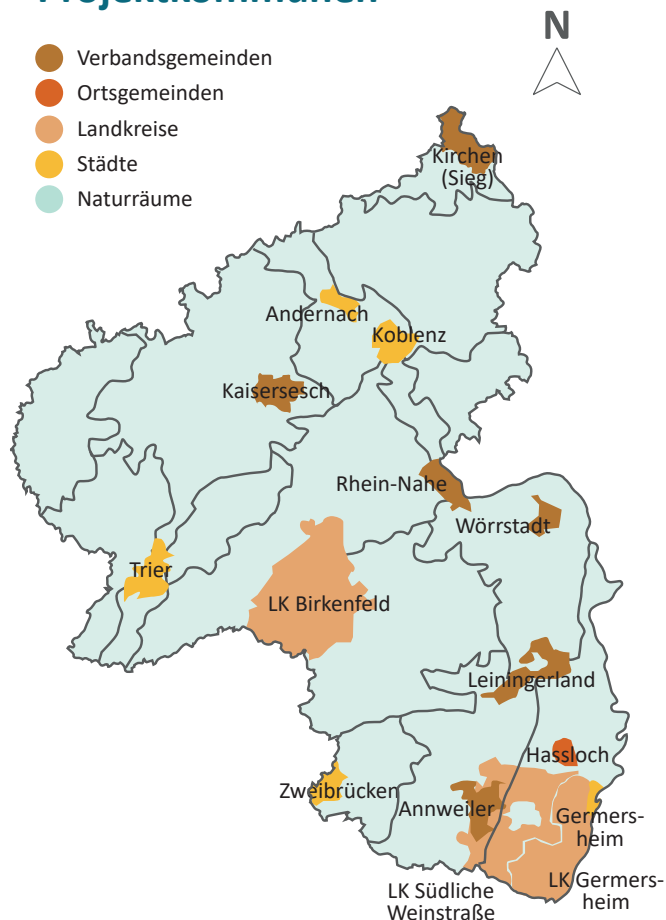 Projektkommunen
N
Verbandsgemeinden
Ortsgemeinden
Landkreise
Städte
Naturräume
Kirchen
(Sieg)
Andernach
Koblenz
Kaisersesch
Rhein-Nahe
Wörrstadt
Trier
LK Birkenfeld
Leiningerland
Hassloch
Zweibrücken
Annweiler
Germers-
heim
LK Südliche
Weinstraße
LK Germers-
heim